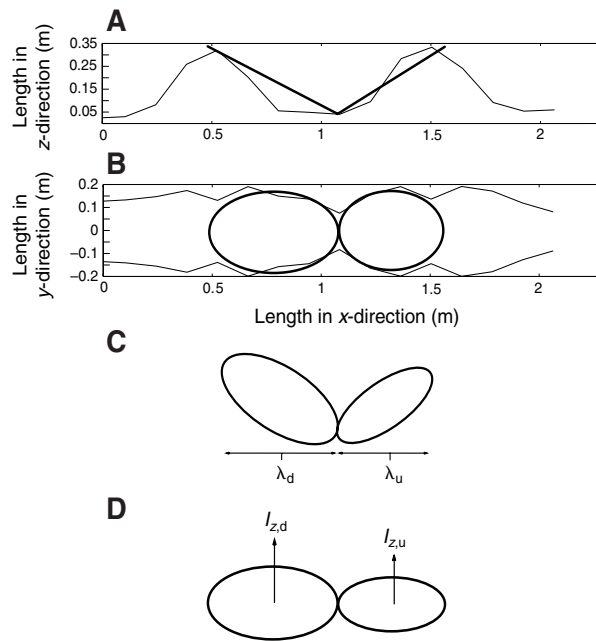 A
Length in
z-direction (m)
0.35
0.25
0.15
0.05
0 0.5 1 1.5 2
B
Length in
y-direction (m)
0.2
0.1
0
−0.1
−0.2
0 0.5 1 1.5 2
Length in x-direction (m)
C
λd λu
D
Iz,d Iz,u